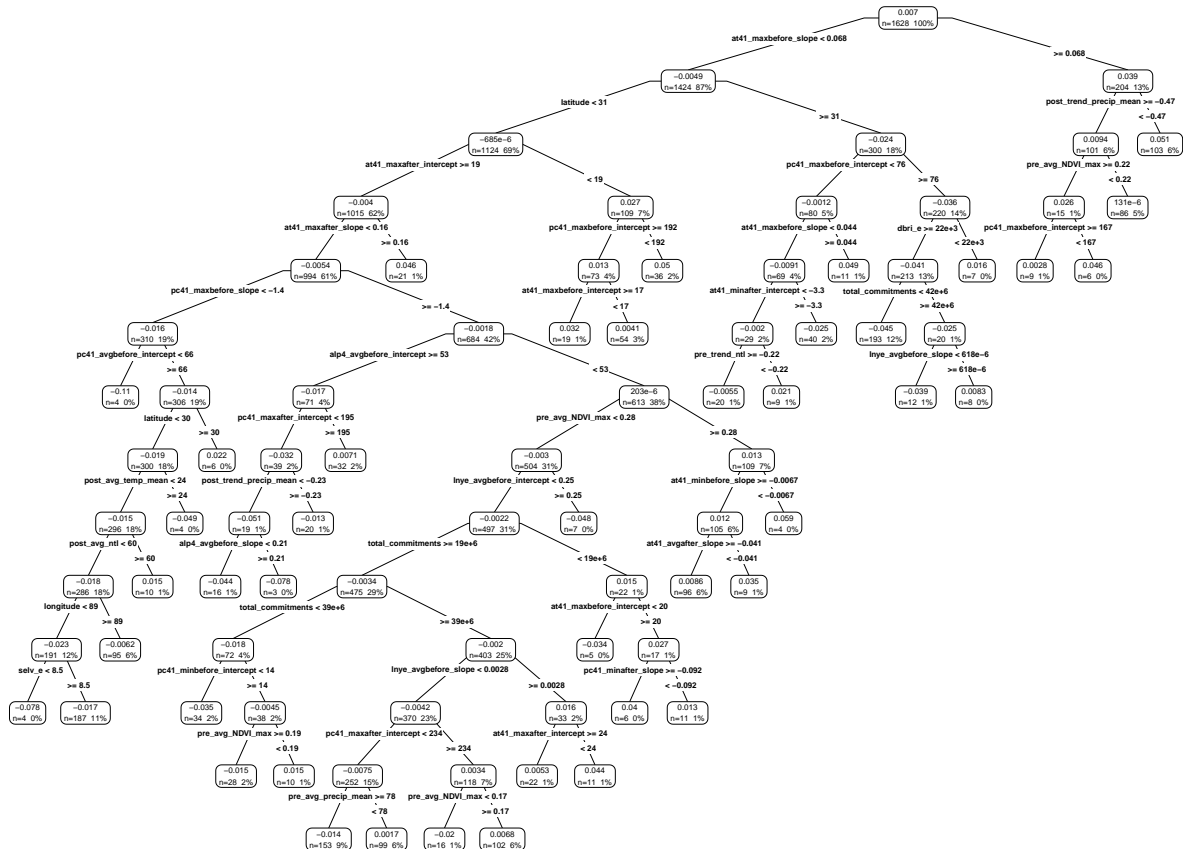 0.007
n=1628 100%
at41_maxbefore_slope < 0.068
>= 0.068
−0.0049
n=1424 87%
0.039
n=204 13%
latitude < 31
>= 31
post_trend_precip_mean >= −0.47
< −0.47
−685e−6
n=1124 69%
−0.024
n=300 18%
0.0094
n=101 6%
0.051
n=103 6%
at41_maxafter_intercept >= 19
< 19
pc41_maxbefore_intercept < 76
>= 76
pre_avg_NDVI_max >= 0.22
< 0.22
−0.004
n=1015 62%
0.027
n=109 7%
−0.0012
n=80 5%
−0.036
n=220 14%
0.026
n=15 1%
131e−6
n=86 5%
at41_maxafter_slope < 0.16
>= 0.16
pc41_maxbefore_intercept >= 192
< 192
at41_maxbefore_slope < 0.044
>= 0.044
dbri_e >= 22e+3
< 22e+3
pc41_maxbefore_intercept >= 167
< 167
−0.0054
n=994 61%
0.046
n=21 1%
0.013
n=73 4%
0.05
n=36 2%
−0.0091
n=69 4%
0.049
n=11 1%
−0.041
n=213 13%
0.016
n=7 0%
0.0028
n=9 1%
0.046
n=6 0%
pc41_maxbefore_slope < −1.4
>= −1.4
at41_maxbefore_intercept >= 17
< 17
at41_minafter_intercept < −3.3
>= −3.3
total_commitments < 42e+6
>= 42e+6
−0.016
n=310 19%
−0.0018
n=684 42%
0.032
n=19 1%
0.0041
n=54 3%
−0.002
n=29 2%
−0.025
n=40 2%
−0.045
n=193 12%
−0.025
n=20 1%
pc41_avgbefore_intercept < 66
>= 66
alp4_avgbefore_intercept >= 53
< 53
pre_trend_ntl >= −0.22
< −0.22
lnye_avgbefore_slope < 618e−6
>= 618e−6
−0.11
n=4 0%
−0.014
n=306 19%
−0.017
n=71 4%
203e−6
n=613 38%
−0.0055
n=20 1%
0.021
n=9 1%
−0.039
n=12 1%
0.0083
n=8 0%
latitude < 30
>= 30
pc41_maxafter_intercept < 195
>= 195
pre_avg_NDVI_max < 0.28
>= 0.28
−0.019
n=300 18%
0.022
n=6 0%
−0.032
n=39 2%
0.0071
n=32 2%
−0.003
n=504 31%
0.013
n=109 7%
post_avg_temp_mean < 24
>= 24
post_trend_precip_mean < −0.23
>= −0.23
lnye_avgbefore_intercept < 0.25
>= 0.25
at41_minbefore_slope >= −0.0067
< −0.0067
−0.015
n=296 18%
−0.049
n=4 0%
−0.051
n=19 1%
−0.013
n=20 1%
−0.0022
n=497 31%
−0.048
n=7 0%
0.012
n=105 6%
0.059
n=4 0%
post_avg_ntl < 60
>= 60
alp4_avgbefore_slope < 0.21
>= 0.21
total_commitments >= 19e+6
< 19e+6
at41_avgafter_slope >= −0.041
< −0.041
−0.018
n=286 18%
0.015
n=10 1%
−0.044
n=16 1%
−0.078
n=3 0%
−0.0034
n=475 29%
0.015
n=22 1%
0.0086
n=96 6%
0.035
n=9 1%
longitude < 89
>= 89
total_commitments < 39e+6
>= 39e+6
at41_maxbefore_intercept < 20
>= 20
−0.023
n=191 12%
−0.0062
n=95 6%
−0.018
n=72 4%
−0.002
n=403 25%
−0.034
n=5 0%
0.027
n=17 1%
selv_e < 8.5
>= 8.5
pc41_minbefore_intercept < 14
>= 14
lnye_avgbefore_slope < 0.0028
>= 0.0028
pc41_minafter_slope >= −0.092
< −0.092
−0.078
n=4 0%
−0.017
n=187 11%
−0.035
n=34 2%
−0.0045
n=38 2%
−0.0042
n=370 23%
0.016
n=33 2%
0.04
n=6 0%
0.013
n=11 1%
pre_avg_NDVI_max >= 0.19
< 0.19
pc41_maxafter_intercept < 234
>= 234
at41_maxafter_intercept >= 24
< 24
−0.015
n=28 2%
0.015
n=10 1%
−0.0075
n=252 15%
0.0034
n=118 7%
0.0053
n=22 1%
0.044
n=11 1%
pre_avg_precip_mean >= 78
< 78
pre_avg_NDVI_max < 0.17
>= 0.17
−0.014
n=153 9%
0.0017
n=99 6%
−0.02
n=16 1%
0.0068
n=102 6%